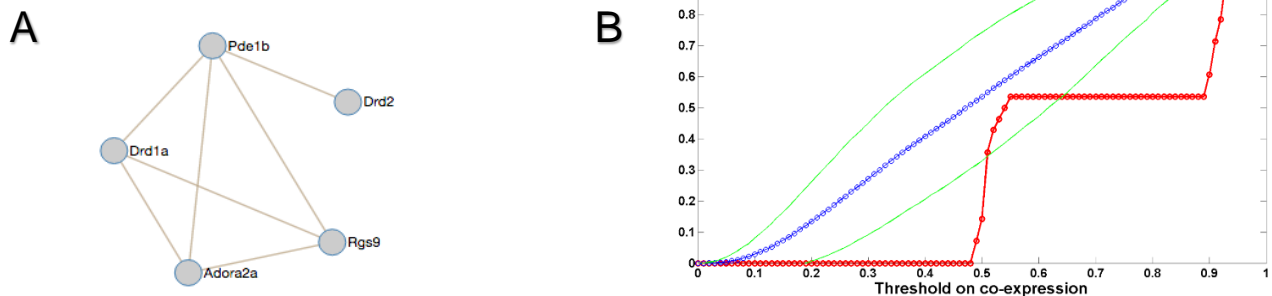 A
Pde1b
Drd2
Drd1a
Rgs9
Adora2a
B
0.8
0.7
0.6
0.5
0.4
0.3
0.2
0.1
0
0 0.1 0.2 0.3 0.4 0.5 0.6 0.7 0.8 0.9 1
Threshold on co-expression